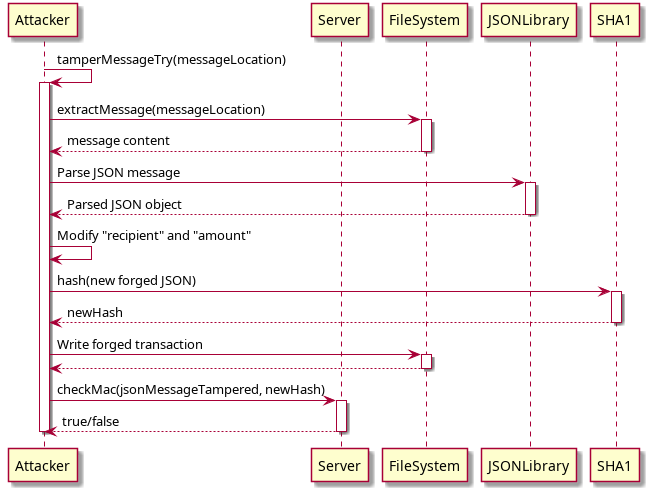 Attacker Server FileSystem JSONLibrary SHA1
tamperMessageTry(messageLocation)
extractMessage(messageLocation)
message content
Parse JSON message
Parsed JSON object
Modify "recipient" and "amount"
hash(new forged JSON)
newHash
Write forged transaction
checkMac(jsonMessageTampered, newHash)
true/false
Attacker Server FileSystem JSONLibrary SHA1